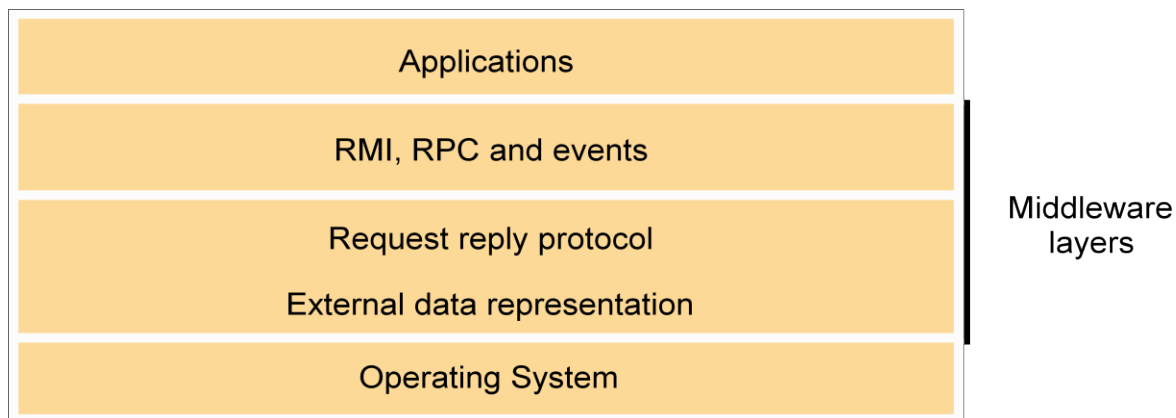 Applications
RMI, RPC and events
Middleware
layers
Request reply protocol
External data representation
Operating System